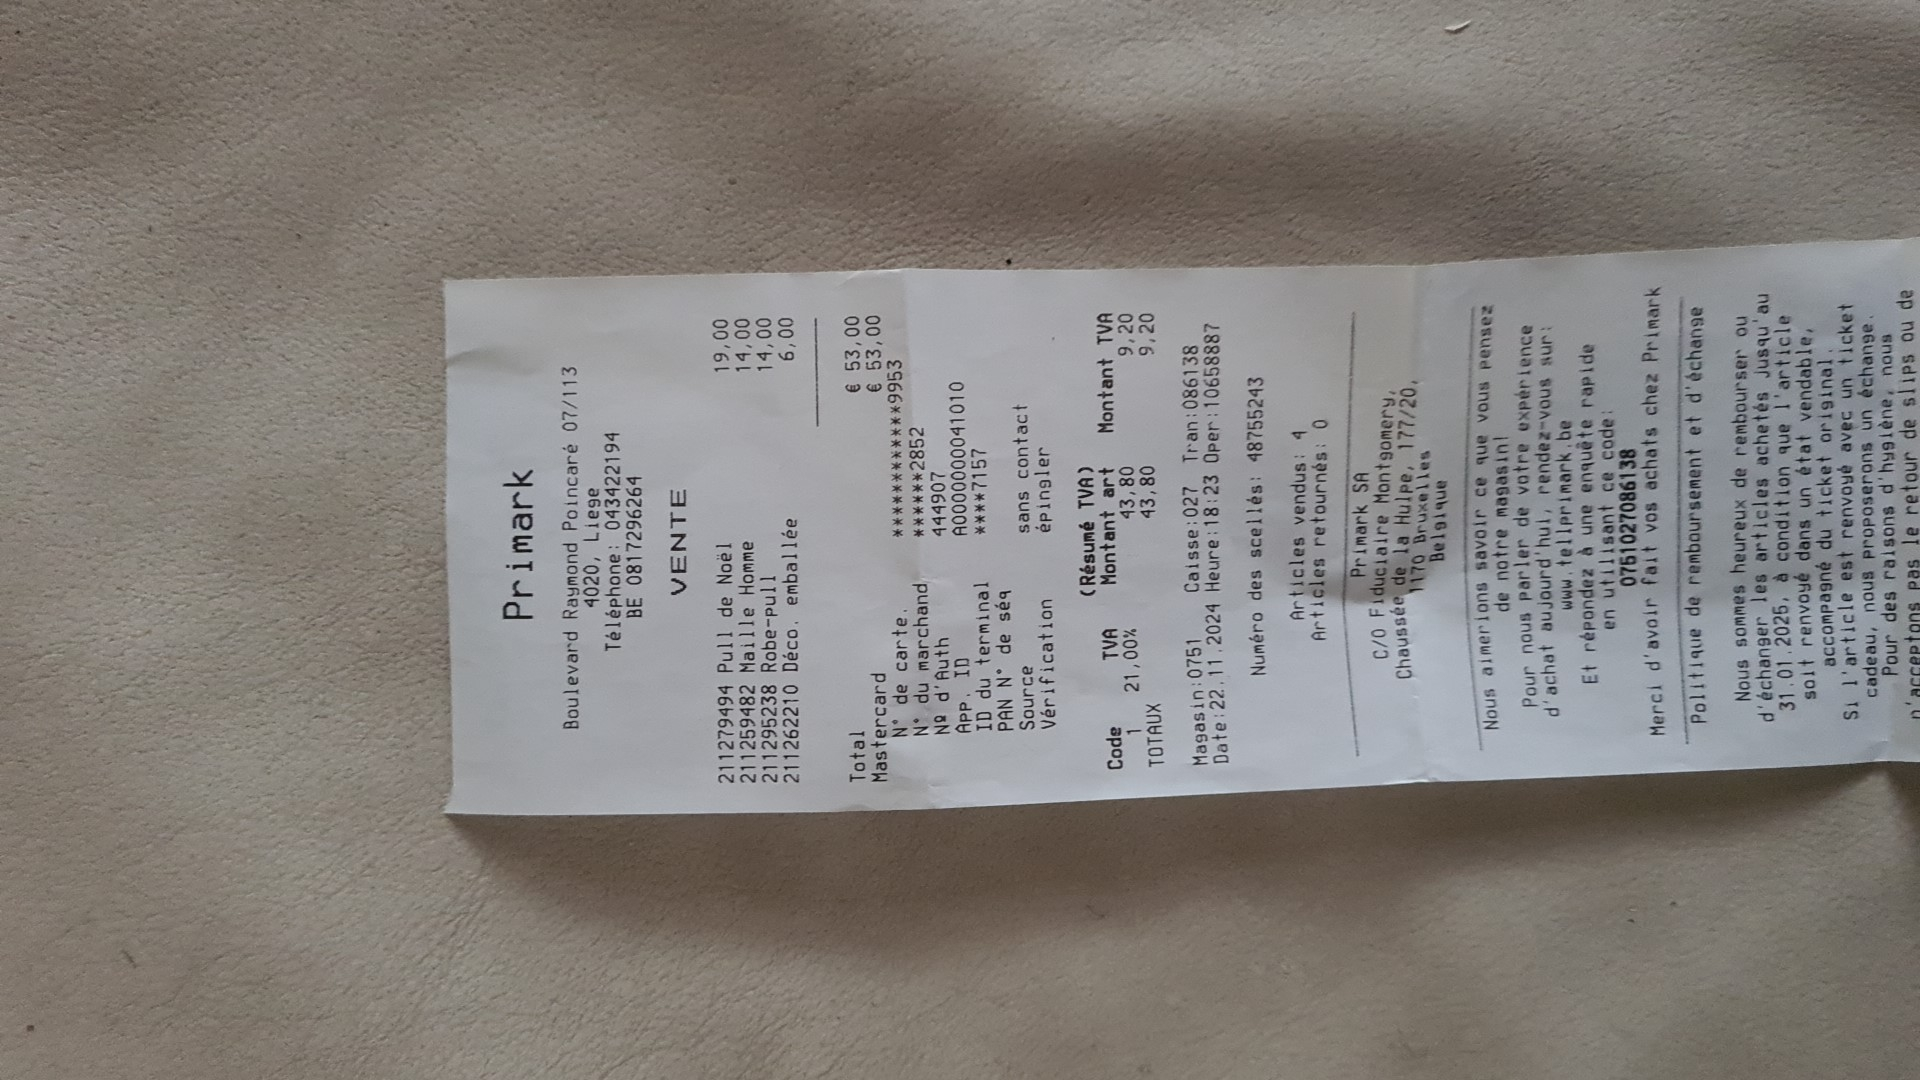 Primark
Boulevard Raymond Poincaré 07/113
4020, Liege
Téléphone: 043422194
BE 0817296264
VENTE
211279494 Pull de Noël 19,00
211259482 Maille Homme 14,00
211295238 Robe-pull 14,00
211262210 Déco. emballée 6,00
Total € 53,00
Mastercard € 53,00
N° de carte. ************9953
N° du marchand ******2852
Nº d'Auth 444907
App. ID A0000000041010
ID du terminal ****7157
PAN N° de séq
Source sans contact
Vérification épingler
(Résumé TVA)
Code TVA Montant art Montant TVA
1 21,00% 43,80 9,20
TOTAUX 43,80 9,20
Magasin:0751 Caisse:027 Tran:086138
Date:22.11.2024 Heure:18:23 Oper:10658887
Numéro des scellés: 48755243
Articles vendus: 4
Articles retournés: 0
Primark SA
C/O Fiduciaire Montgomery,
Chaussée de la Hulpe, 177/20,
1170 Bruxelles
Belgique
Nous aimerions savoir ce que vous pensez
de notre magasin!
Pour nous parler de votre expérience
d'achat aujourd'hui, rendez-vous sur:
www.tellprimark.be
Et répondez à une enquête rapide
en utilisant ce code:
0751027086138
Merci d'avoir fait vos achats chez Primark
Politique de remboursement et d'échange
Nous sommes heureux de rembourser ou
d'échanger les articles achetés jusqu'au
31.01.2025, à condition que l'article
soit renvoyé dans un état vendable,
accompagné du ticket original.
Si l'article est renvoyé avec un ticket
cadeau, nous proposerons un échange.
Pour des raisons d'hygiène, nous
n'acceptons pas le retour de slips ou de